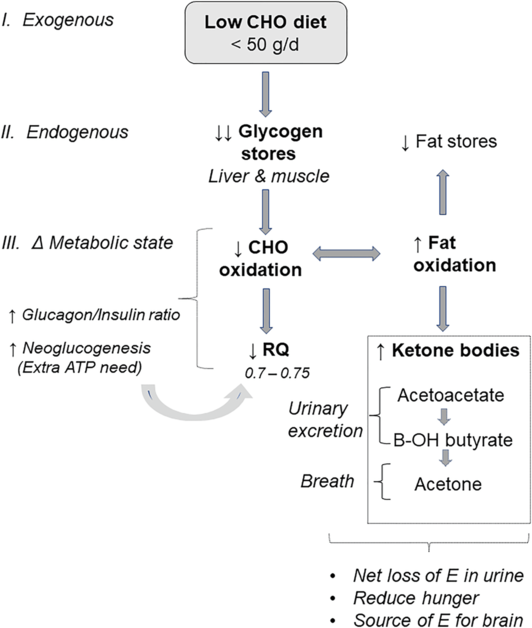 I. Exogenous
Low CHO diet
< 50 g/d
II. Endogenous
↓↓ Glycogen
stores
Liver & muscle
↓ Fat stores
III. Δ Metabolic state
↓ CHO
oxidation
↑ Fat
oxidation
↑ Glucagon/Insulin ratio
↑ Neoglucogenesis
(Extra ATP need)
↓ RQ
0.7 – 0.75
↑ Ketone bodies
Urinary
excretion
Acetoacetate
B-OH butyrate
Breath
Acetone
• Net loss of E in urine
• Reduce hunger
• Source of E for brain